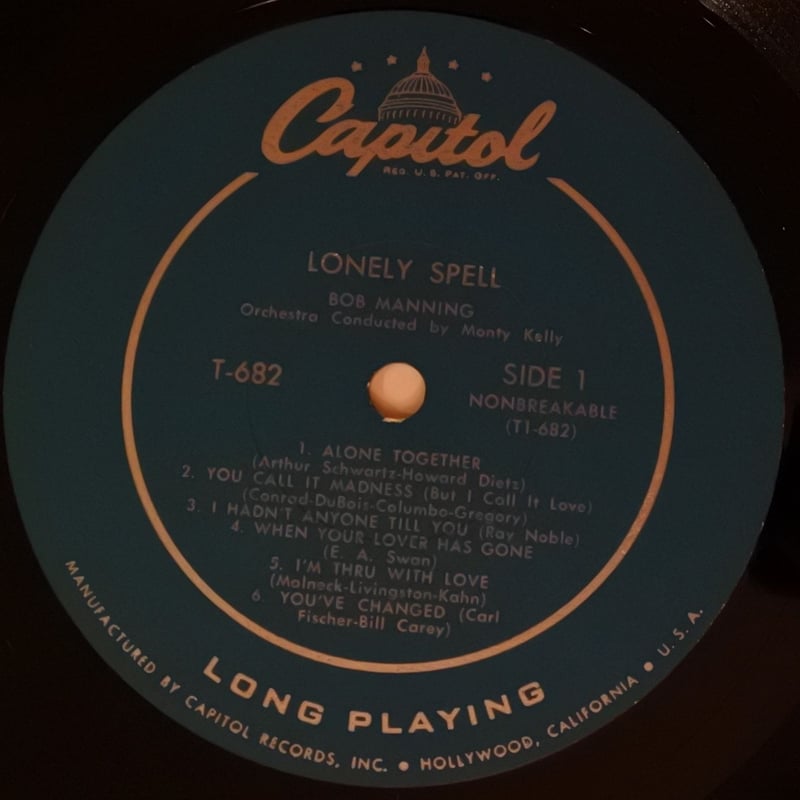 Capitol
REG. U.S. PAT. OFF.
LONELY SPELL
BOB MANNING
Orchestra Conducted by Monty Kelly
T-682
SIDE 1
NONBREAKABLE
(T1-682)
1. ALONE TOGETHER
(Arthur Schwartz-Howard Dietz)
2. YOU CALL IT MADNESS (But I Call It Love)
(Conrad-DuBois-Columbo-Gregory)
3. I HADN'T ANYONE TILL YOU (Ray Noble)
4. WHEN YOUR LOVER HAS GONE
(E. A. Swan)
5. I'M THRU WITH LOVE
(Malneck-Livingston-Kahn)
6. YOU'VE CHANGED (Carl
Fischer-Bill Carey)
LONG PLAYING
MANUFACTURED BY CAPITOL RECORDS, INC. ● HOLLYWOOD, CALIFORNIA ● U.S.A.